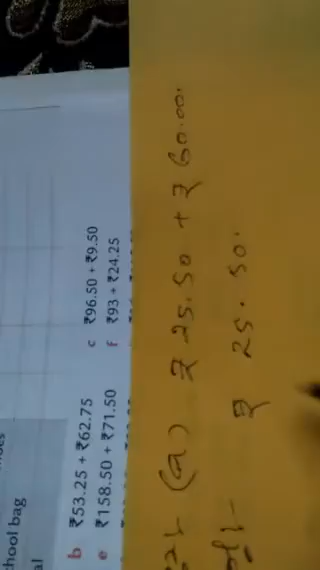 hool bag
al
b ₹53.25 + ₹62.75 c ₹96.50 + ₹9.50
e ₹158.50 + ₹71.50 f ₹93 + ₹24.25
(a) ₹ 25.50 + ₹ 60.00.
₹ 25.50.